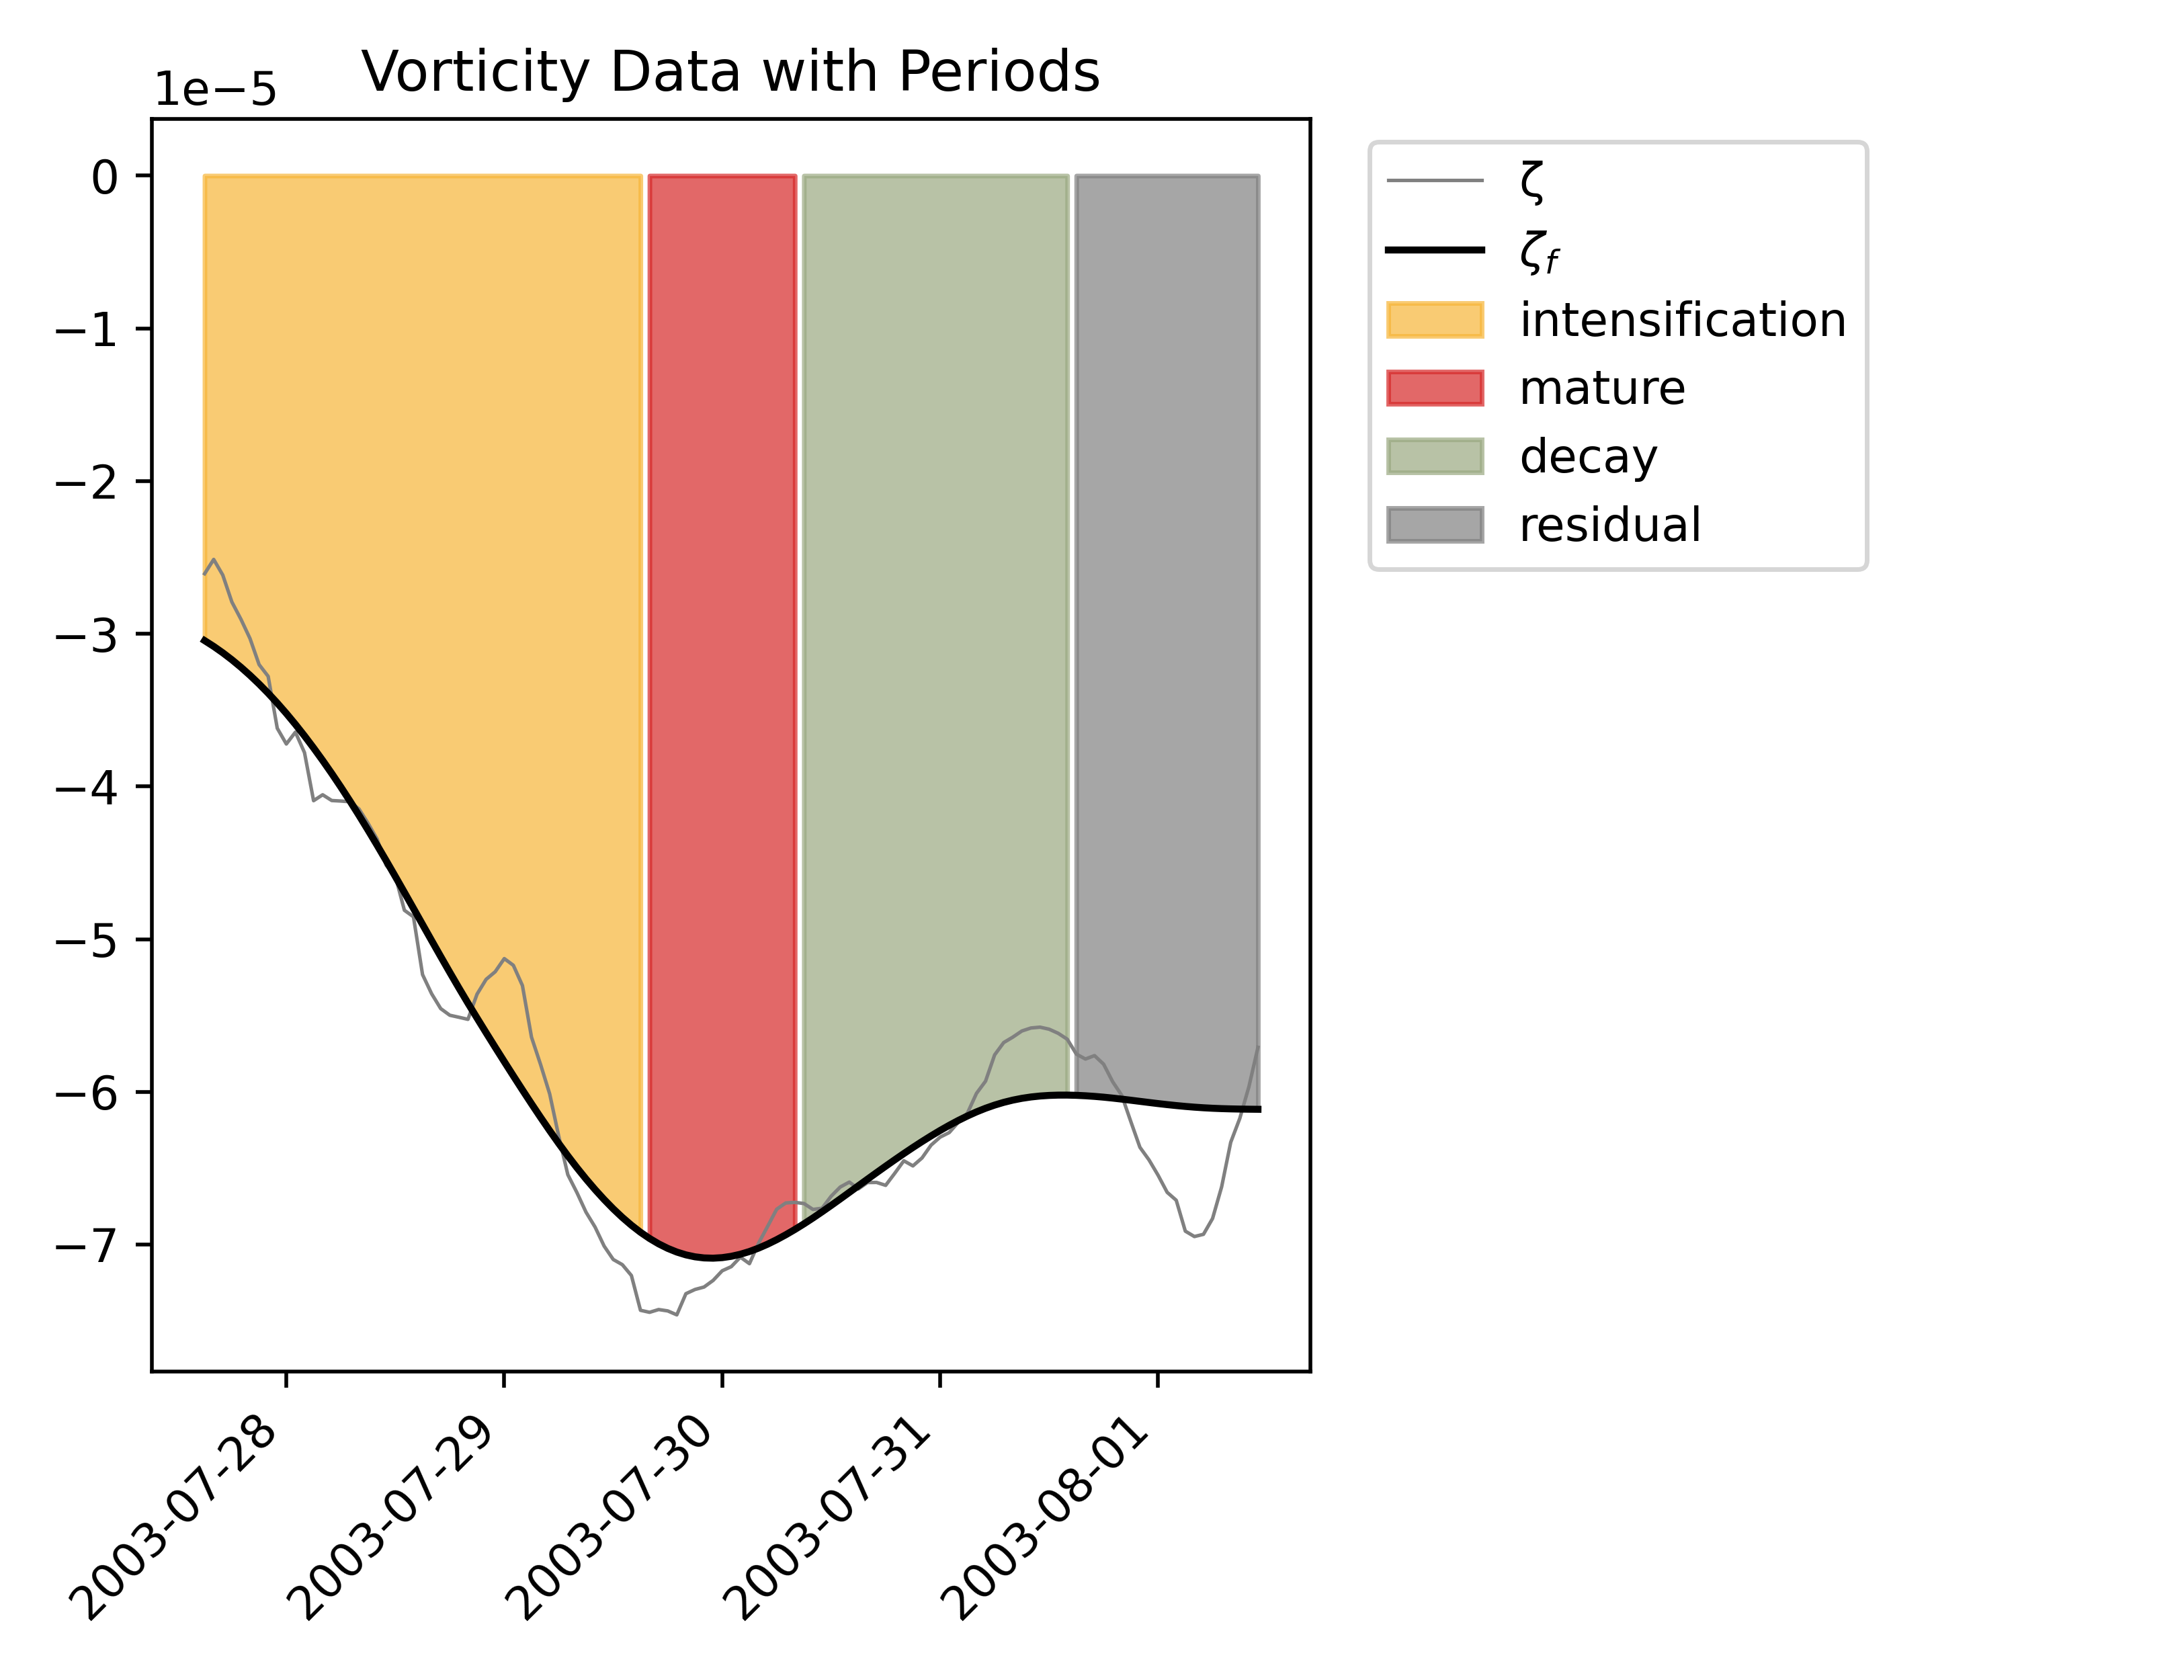 Vorticity Data with Periods
1e−5
0
−1
−2
−3
−4
−5
−6
−7
2003-07-28
2003-07-29
2003-07-30
2003-07-31
2003-08-01
ζ
ζf
intensification
mature
decay
residual